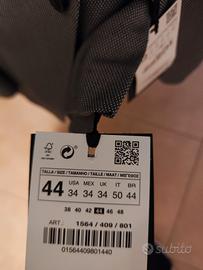 FSC
TALLA / SIZE / TAMANHO / TAILLE / MAAT /
44
USA MEX UK IT BR
34 34 34 50 44
38 40 42 44 46 48
ART.: 1564 / 409 / 801
01564409801440
subito